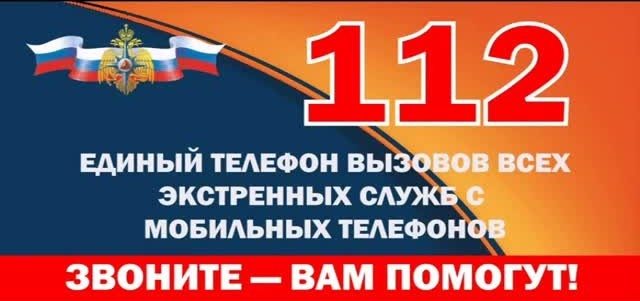 112
ЕДИНЫЙ ТЕЛЕФОН ВЫЗОВОВ ВСЕХ
ЭКСТРЕННЫХ СЛУЖБ С
МОБИЛЬНЫХ ТЕЛЕФОНОВ
ЗВОНИТЕ — ВАМ ПОМОГУТ!